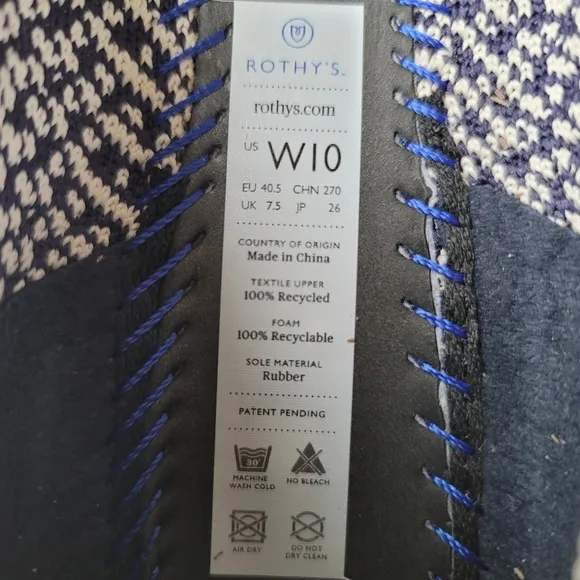 ROTHY'S.
rothys.com
US W10
EU 40.5 CHN 270
UK 7.5 JP 26
COUNTRY OF ORIGIN
Made in China
TEXTILE UPPER
100% Recycled
FOAM
100% Recyclable
SOLE MATERIAL
Rubber
PATENT PENDING
30°
MACHINE WASH COLD
NO BLEACH
AIR DRY
DO NOT DRY CLEAN